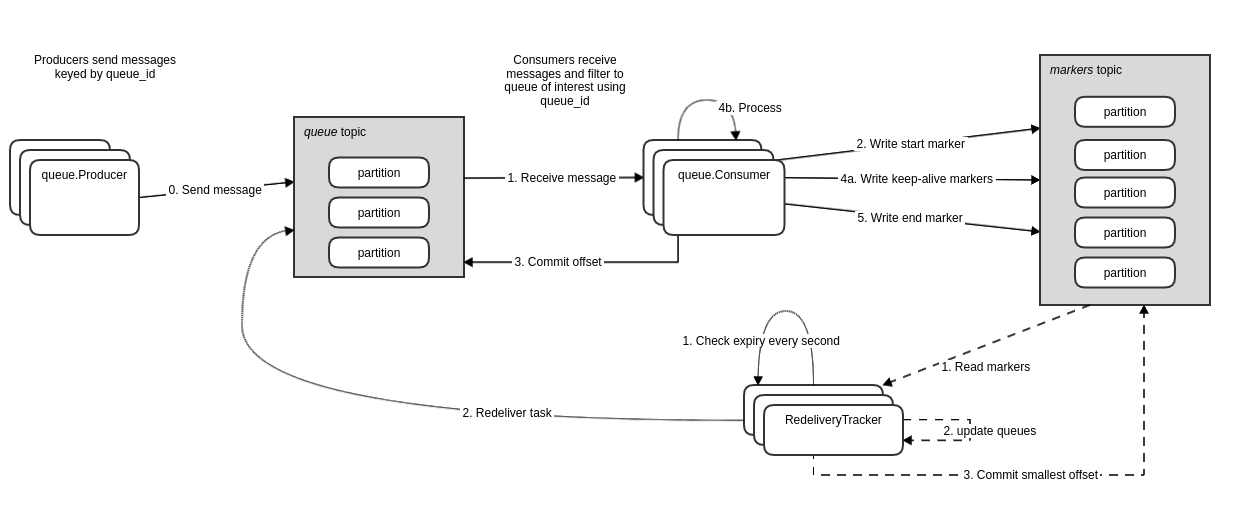 Producers send messages
keyed by queue_id
Consumers receive
messages and filter to
queue of interest using
queue_id
markers topic
partition
partition
partition
partition
partition
4b. Process
queue topic
partition
partition
partition
queue.Producer
0. Send message
1. Receive message
queue.Consumer
2. Write start marker
4a. Write keep-alive markers
5. Write end marker
3. Commit offset
1. Check expiry every second
1. Read markers
2. Redeliver task
RedeliveryTracker
2. update queues
3. Commit smallest offset